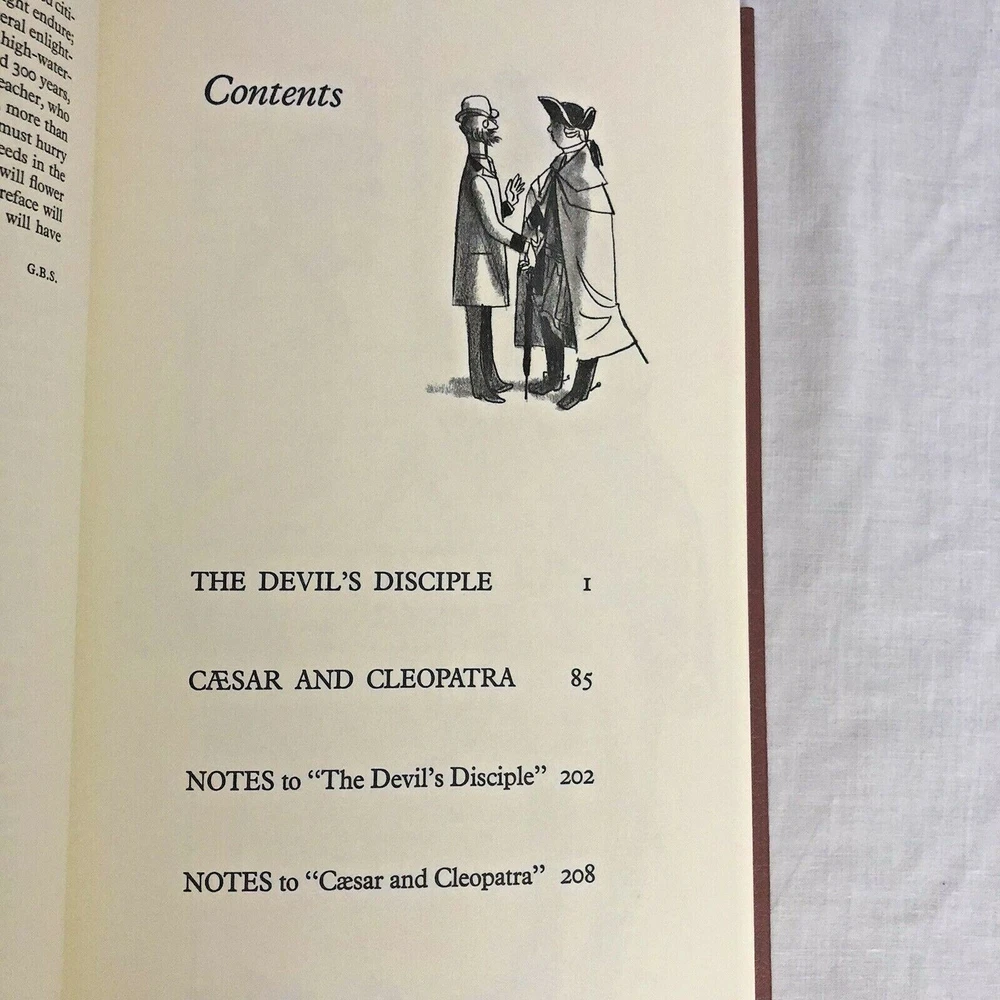 ed citi-
ght endure;
eral enlight-
high-water-
d 300 years,
eacher, who
more than
must hurry
eeds in the
will flower
reface will
will have
G.B.S.
Contents
THE DEVIL'S DISCIPLE 1
CÆSAR AND CLEOPATRA 85
NOTES to “The Devil's Disciple” 202
NOTES to “Cæsar and Cleopatra” 208